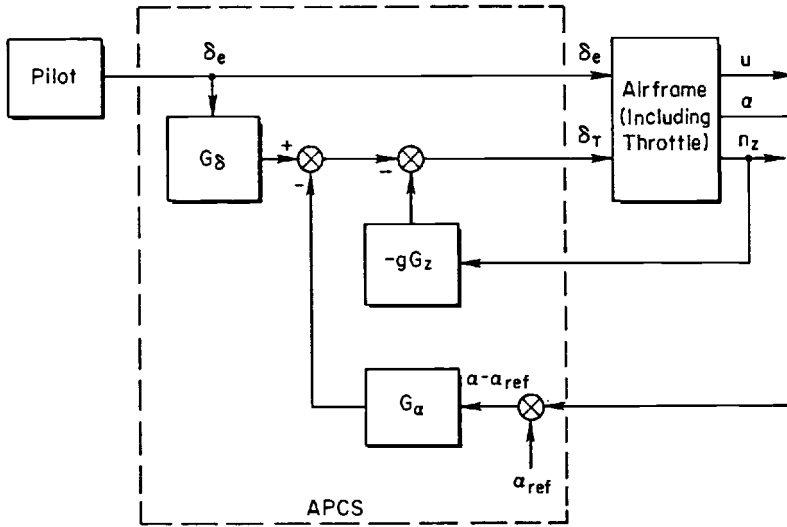 Pilot
δe
Gδ
+
-
-
-gGz
α-αref
Gα
αref
APCS
δe
δT
Airframe
(Including
Throttle)
u
α
nz